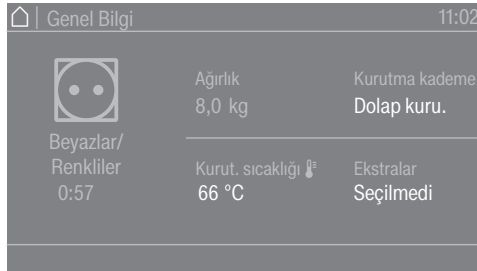 Genel Bilgi
11:02
Ağırlık
8,0 kg
Kurutma kademe
Dolap kuru.
Beyazlar/
Renkliler
0:57
Kurut. sıcaklığı
66 °C
Ekstralar
Seçilmedi